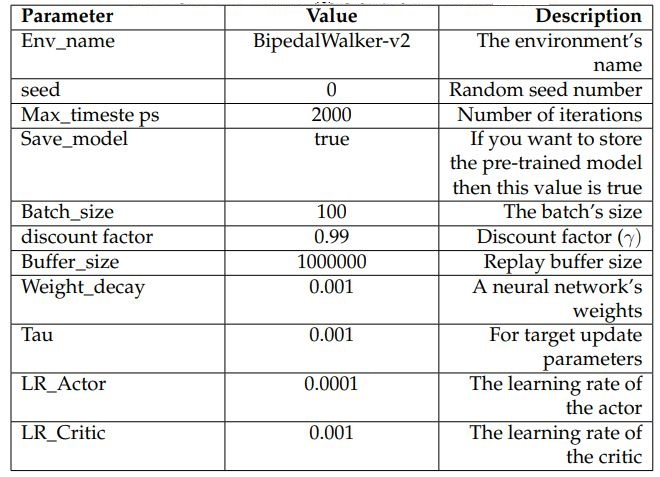 Parameter Value Description
Env_name BipedalWalker-v2 The environment's
name
seed 0 Random seed number
Max_timeste ps 2000 Number of iterations
Save_model true If you want to store
the pre-trained model
then this value is true
Batch_size 100 The batch's size
discount factor 0.99 Discount factor (γ)
Buffer_size 1000000 Replay buffer size
Weight_decay 0.001 A neural network's
weights
Tau 0.001 For target update
parameters
LR_Actor 0.0001 The learning rate of
the actor
LR_Critic 0.001 The learning rate of
the critic